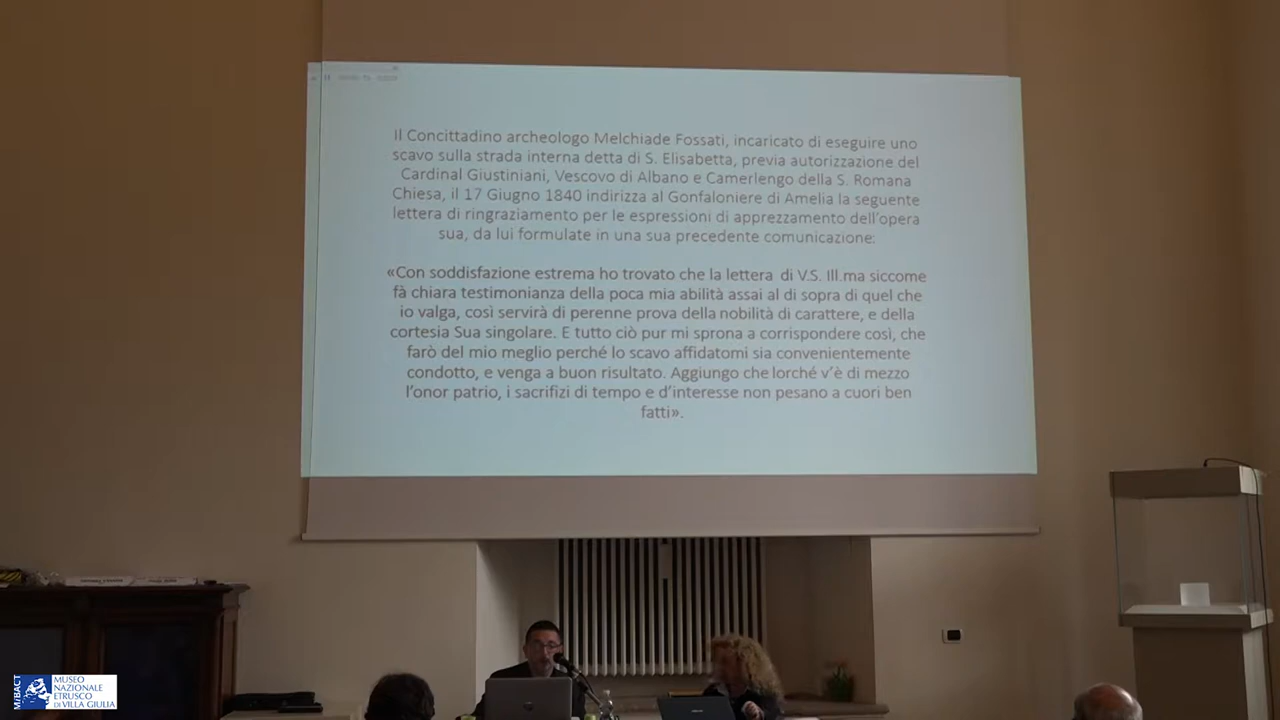 Il Concittadino archeologo Melchiade Fossati, incaricato di eseguire uno
scavo sulla strada interna detta di S. Elisabetta, previa autorizzazione del
Cardinal Giustiniani, Vescovo di Albano e Camerlengo della S. Romana
Chiesa, il 17 Giugno 1840 indirizza al Gonfaloniere di Amelia la seguente
lettera di ringraziamento per le espressioni di apprezzamento dell'opera
sua, da lui formulate in una sua precedente comunicazione:
«Con soddisfazione estrema ho trovato che la lettera di V.S. Ill.ma siccome
fà chiara testimonianza della poca mia abilità assai al di sopra di quel che
io valga, così servirà di perenne prova della nobilità di carattere, e della
cortesia Sua singolare. E tutto ciò pur mi sprona a corrispondere così, che
farò del mio meglio perché lo scavo affidatomi sia convenientemente
condotto, e venga a buon risultato. Aggiungo che lorché v'è di mezzo
l'onor patrio, i sacrifizi di tempo e d'interesse non pesano a cuori ben
fatti».
MiBACT
MUSEO
NAZIONALE
ETRUSCO
DI VILLA GIULIA